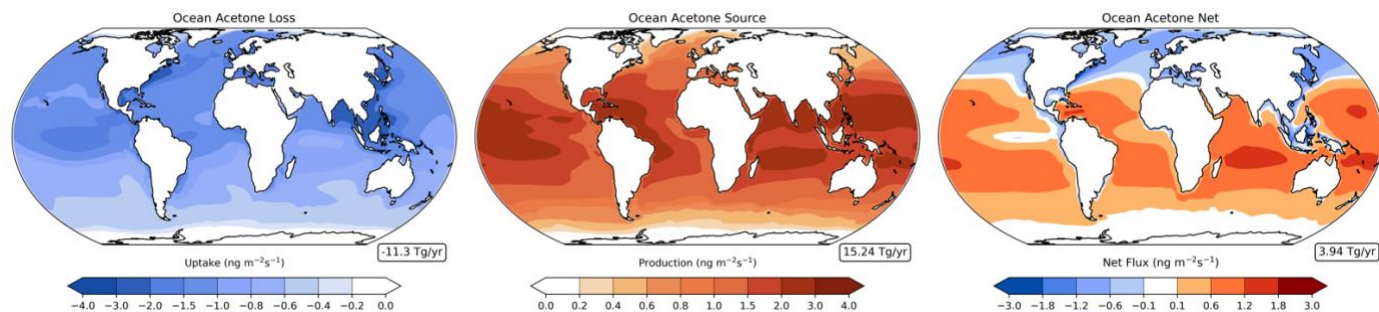 Ocean Acetone Loss
-11.3 Tg/yr
Uptake (ng m⁻²s⁻¹)
−4.0 −3.0 −2.0 −1.5 −1.0 −0.8 −0.6 −0.4 −0.2 0.0
Ocean Acetone Source
15.24 Tg/yr
Production (ng m⁻²s⁻¹)
0.0 0.2 0.4 0.6 0.8 1.0 1.5 2.0 3.0 4.0
Ocean Acetone Net
3.94 Tg/yr
Net Flux (ng m⁻²s⁻¹)
−3.0 −1.8 −1.2 −0.6 −0.1 0.1 0.6 1.2 1.8 3.0